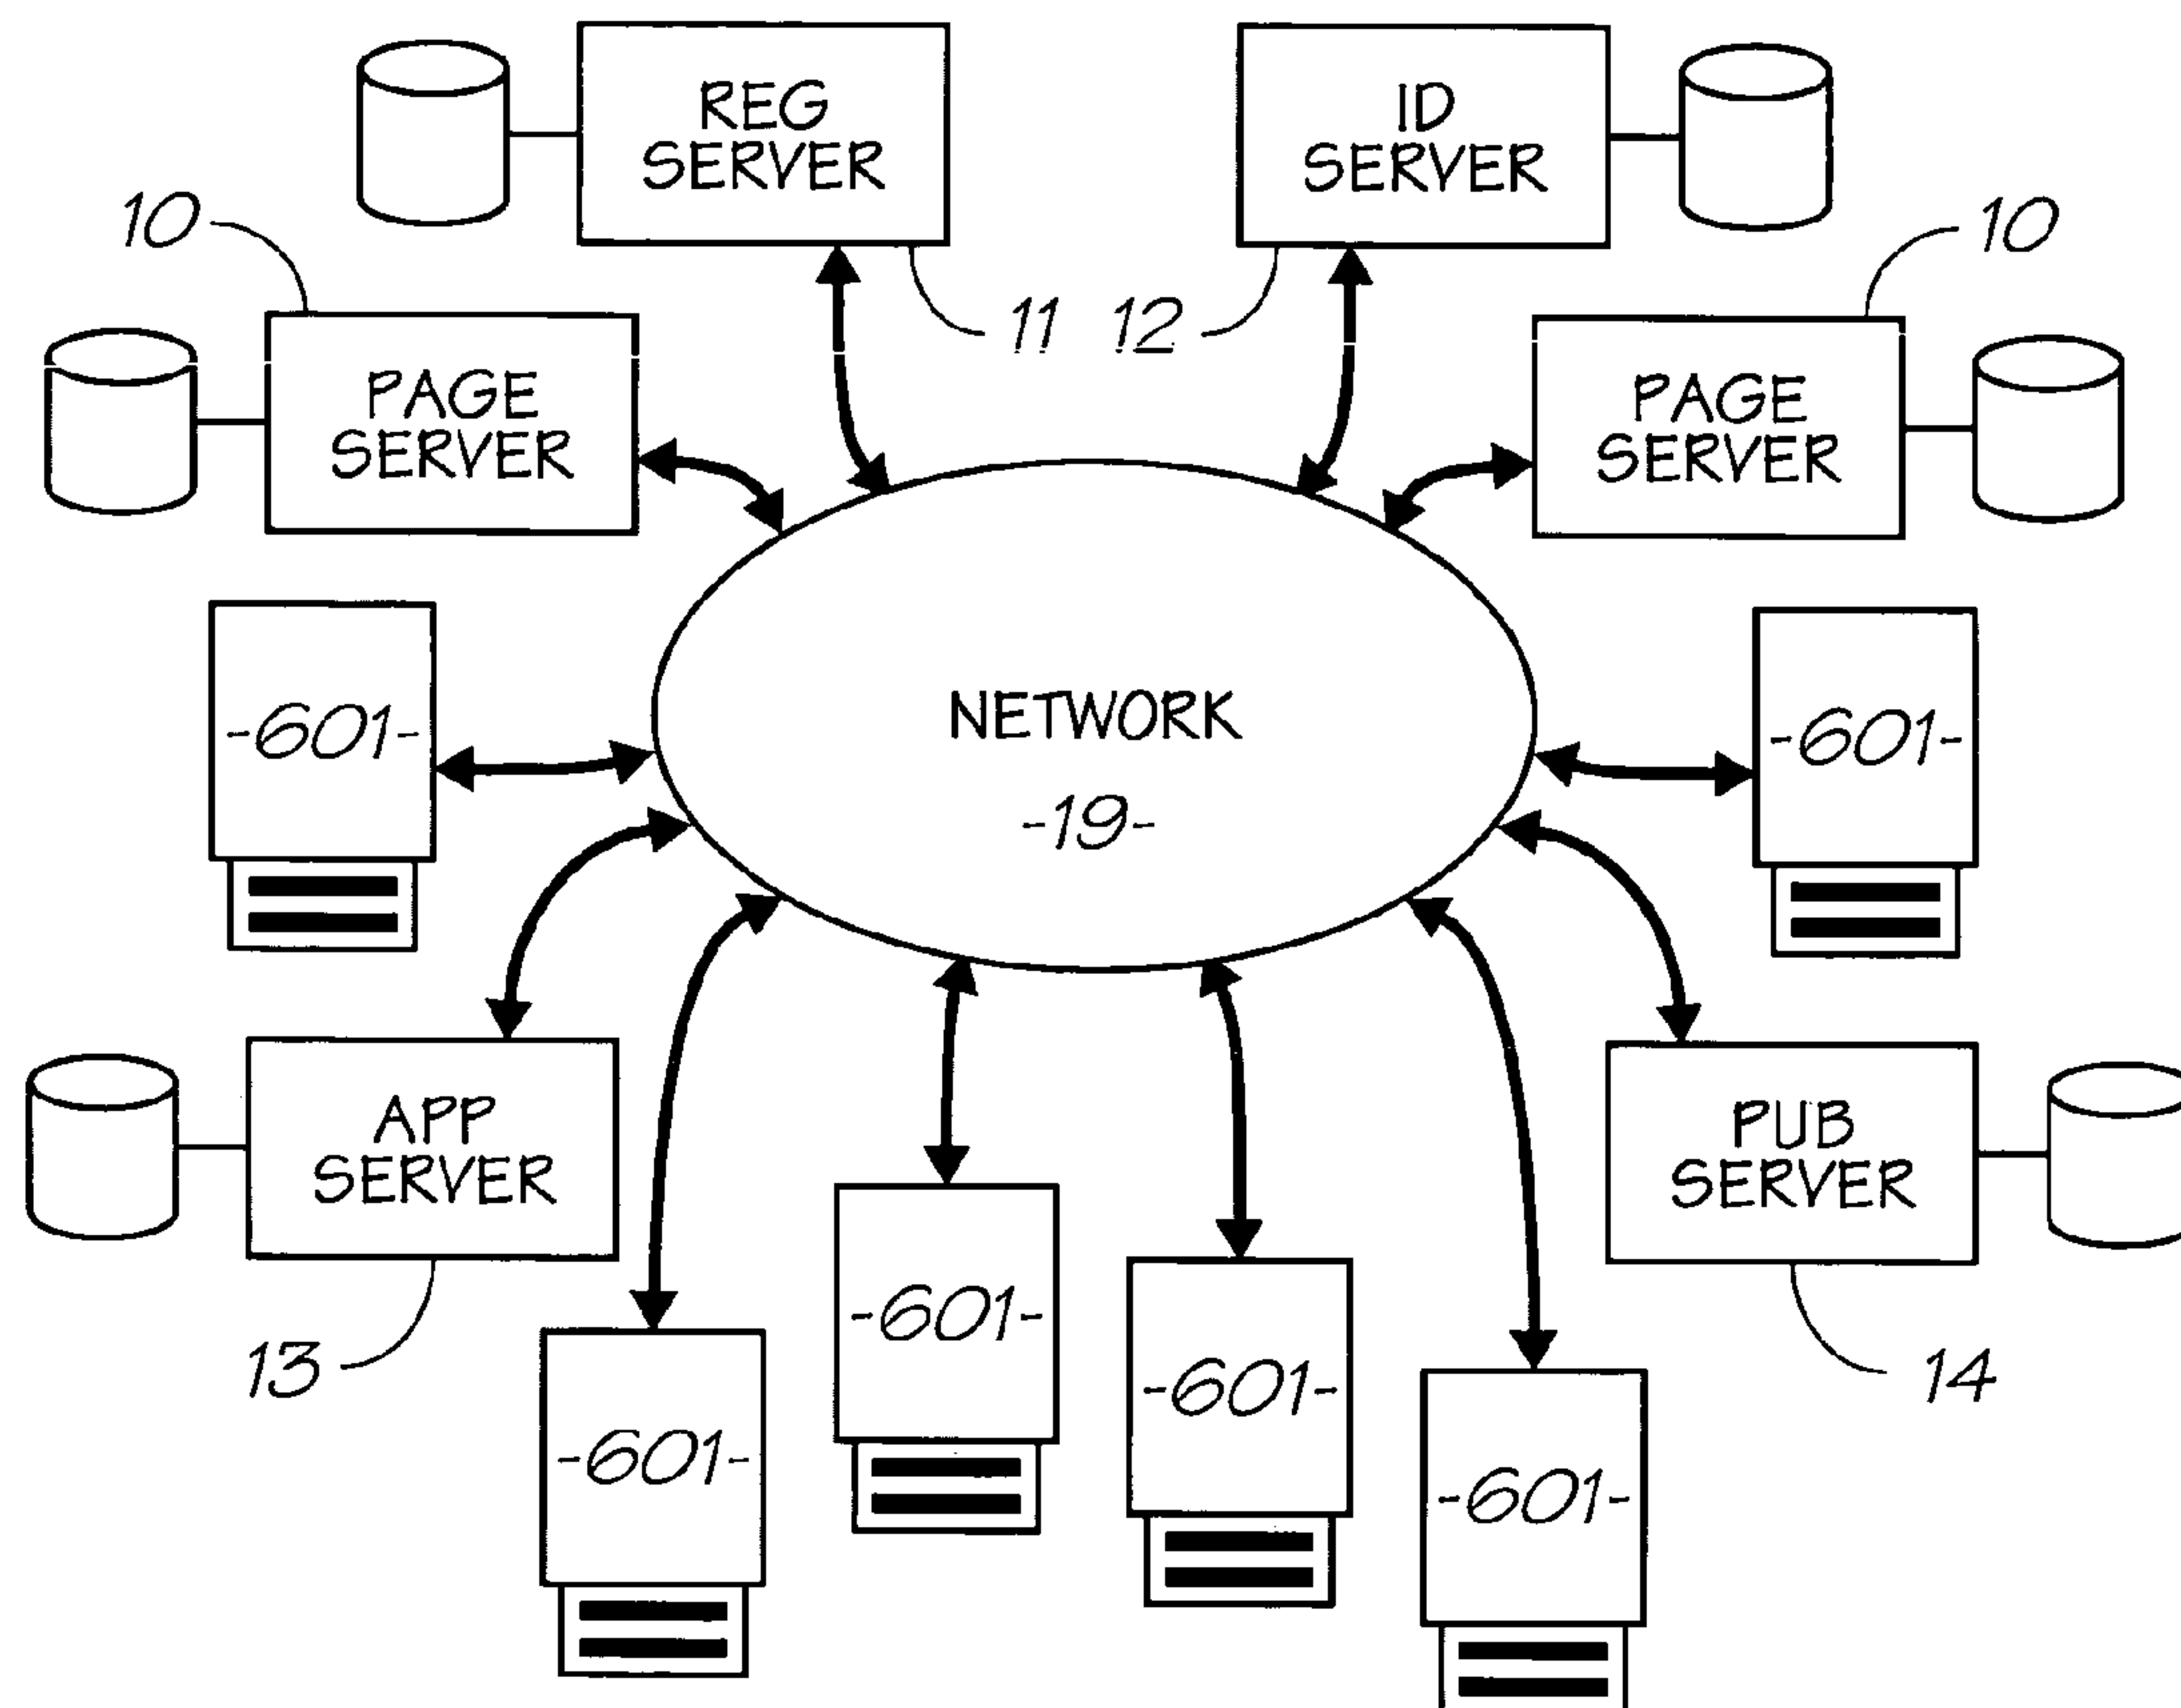 REG
SERVER
ID
SERVER
10
10
11
12
PAGE
SERVER
PAGE
SERVER
-601-
NETWORK
-19-
-601-
APP
SERVER
PUB
SERVER
13
-601-
-601-
-601-
-601-
14